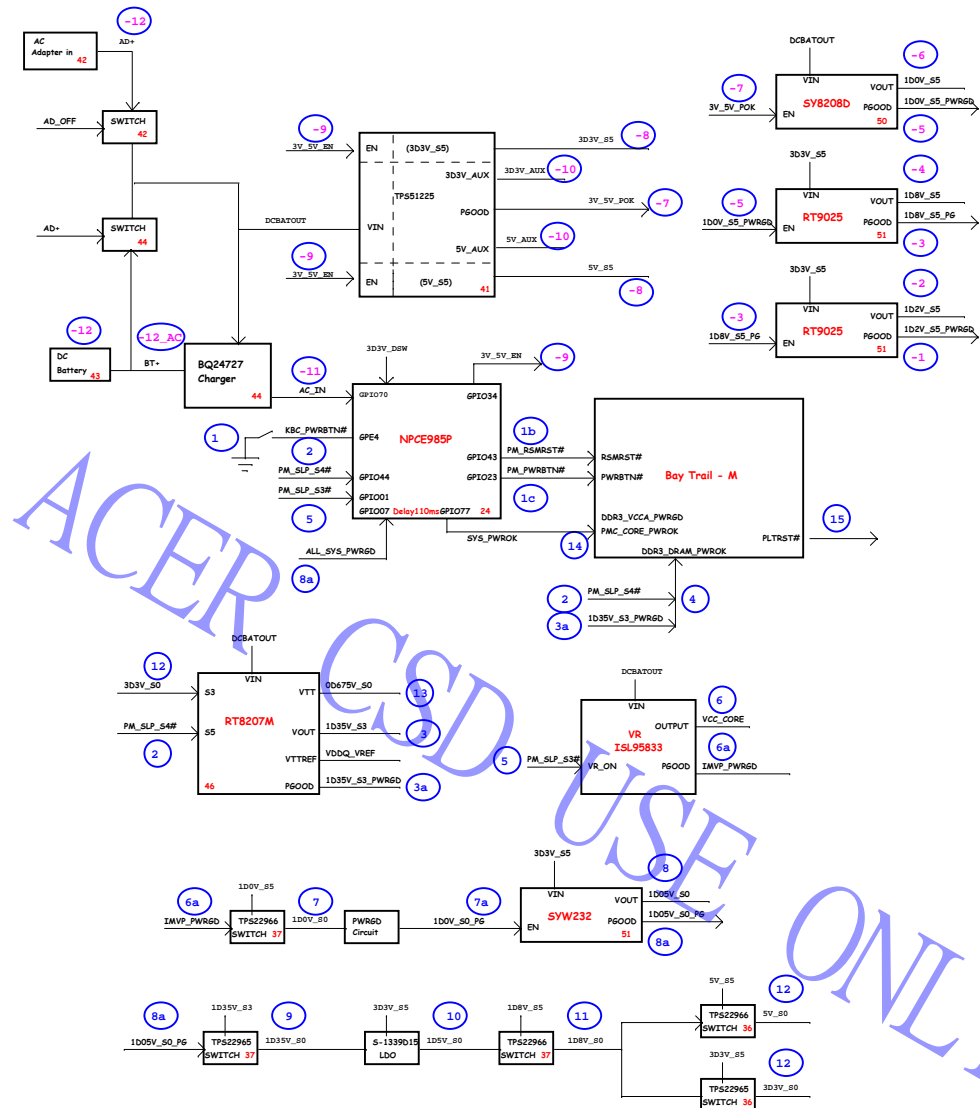 -12
AC
Adapter in
42
AD+
AD_OFF
SWITCH
42
AD+
SWITCH
44
-12
DC
Battery
43
-12_AC
BT+
BQ24727
Charger
44
DCBATOUT
-9
3V_5V_EN
EN
(3D3V_S5)
3D3V_S5
-8
3D3V_AUX
3D3V_AUX
-10
TPS51225
VIN
PGOOD
3V_5V_POK
-7
5V_AUX
5V_AUX
-10
-9
3V_5V_EN
EN
(5V_S5)
41
5V_S5
-8
DCBATOUT
VIN
-7
3V_5V_POK
EN
SY8208D
VOUT
PGOOD
50
-6
1D0V_S5
1D0V_S5_PWRGD
-5
3D3V_S5
VIN
-5
1D0V_S5_PWRGD
EN
RT9025
VOUT
PGOOD
51
-4
1D8V_S5
1D8V_S5_PG
-3
3D3V_S5
VIN
-3
1D8V_S5_PG
EN
RT9025
VOUT
PGOOD
51
-2
1D2V_S5
1D2V_S5_PWRGD
-1
3D3V_DSW
3V_5V_EN
-9
-11
AC_IN
GPIO70
GPIO34
1
KBC_PWRBTN#
GPE4
NPCE985P
2
PM_SLP_S4#
GPIO44
PM_SLP_S3#
GPIO01
5
GPIO43
GPIO23
GPIO07
Delay110ms
GPIO77
24
ALL_SYS_PWRGD
8a
1b
PM_RSMRST#
PM_PWRBTN#
1c
SYS_PWROK
14
RSMRST#
PWRBTN#
Bay Trail - M
DDR3_VCCA_PWRGD
PMC_CORE_PWROK
DDR3_DRAM_PWROK
PLTRST#
15
2
PM_SLP_S4#
4
3a
1D35V_S3_PWRGD
DCBATOUT
VIN
12
3D3V_S0
S3
PM_SLP_S4#
S5
2
RT8207M
46
VTT
0D675V_S0
13
VOUT
1D35V_S3
3
VTTREF
VDDQ_VREF
PGOOD
1D35V_S3_PWRGD
3a
DCBATOUT
VIN
5
PM_SLP_S3#
VR_ON
VR
ISL95833
OUTPUT
PGOOD
6
VCC_CORE
6a
IMVP_PWRGD
6a
IMVP_PWRGD
1D0V_S5
TPS22966
SWITCH 37
7
1D0V_S0
PWRGD
Circuit
7a
1D0V_S0_PG
3D3V_S5
VIN
EN
SYW232
VOUT
PGOOD
51
8
1D05V_S0
1D05V_S0_PG
8a
8a
1D05V_S0_PG
1D35V_S3
TPS22965
SWITCH 37
9
1D35V_S0
3D3V_S5
S-1339D15
LDO
10
1D5V_S0
1D8V_S5
TPS22966
SWITCH 37
11
1D8V_S0
5V_S5
TPS22966
SWITCH 36
12
5V_S0
3D3V_S5
TPS22965
SWITCH 36
12
3D3V_S0
ACER CSD USE ONL